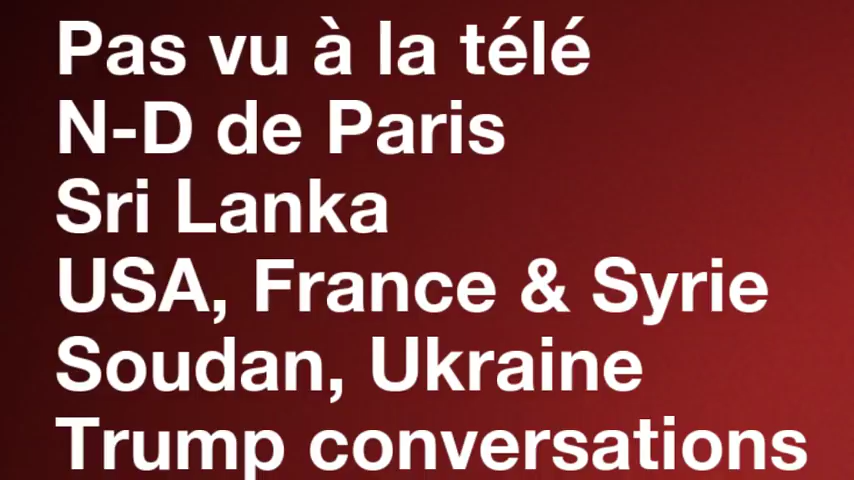 Pas vu à la télé
N-D de Paris
Sri Lanka
USA, France & Syrie
Soudan, Ukraine
Trump conversations